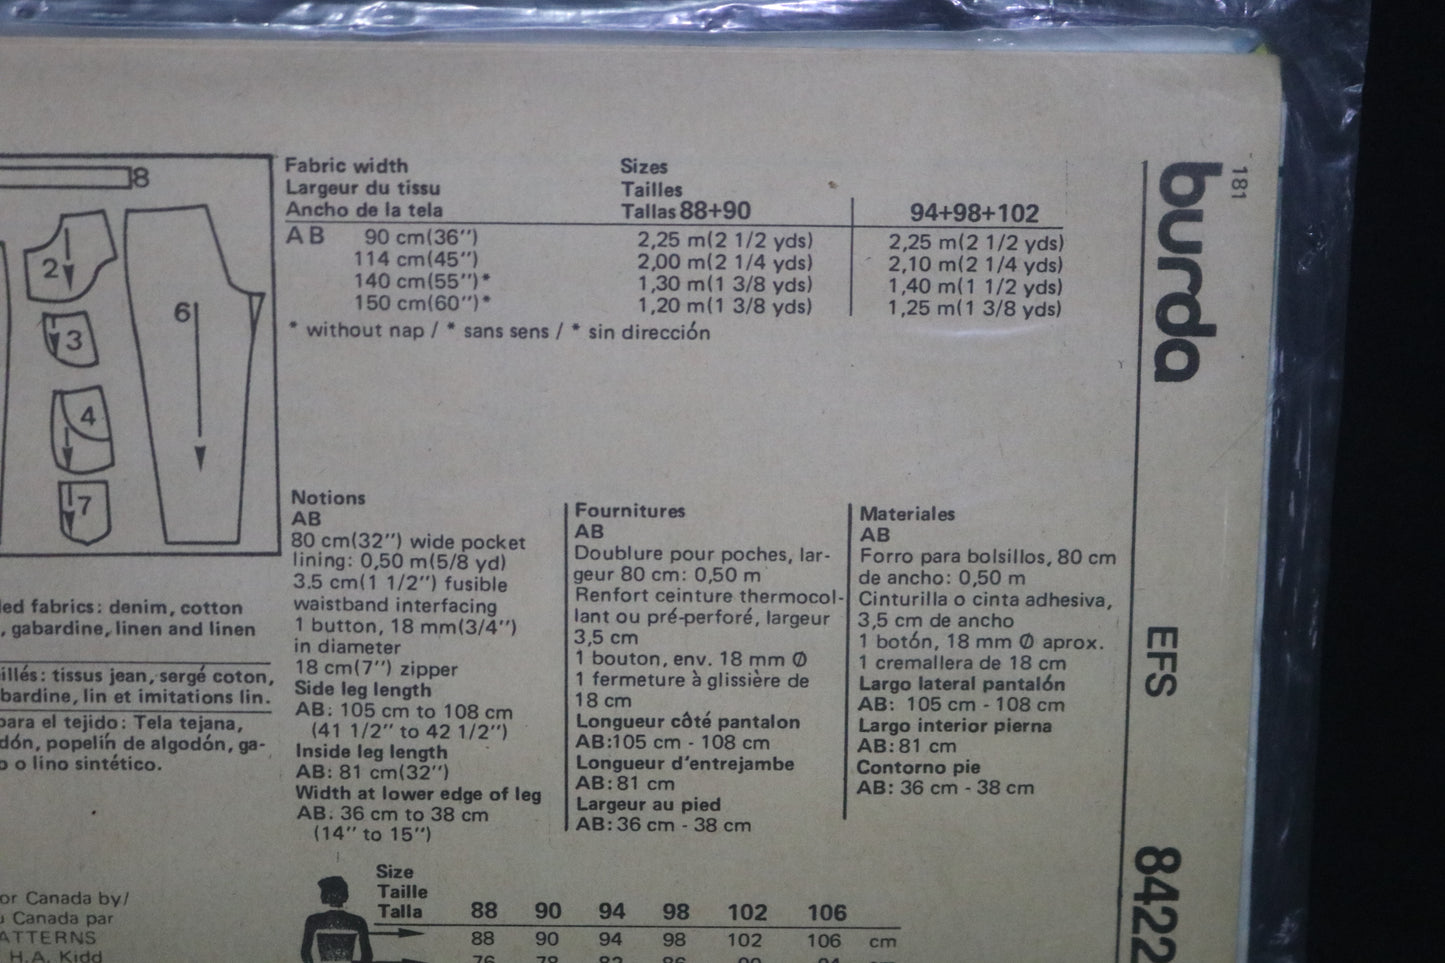 8
2
3
4
7
6
Fabric width Sizes
Largeur du tissu Tailles
Ancho de la tela Tallas 88+90 94+98+102
AB 90 cm(36″) 2,25 m(2 1/2 yds) 2,25 m(2 1/2 yds)
114 cm(45″) 2,00 m(2 1/4 yds) 2,10 m(2 1/4 yds)
140 cm(55″)* 1,30 m(1 3/8 yds) 1,40 m(1 1/2 yds)
150 cm(60″)* 1,20 m(1 3/8 yds) 1,25 m(1 3/8 yds)
* without nap / * sans sens / * sin dirección
fabrics: denim, cotton
, gabardine, linen and linen
tissus jean, sergé coton,
lin et imitations lin.
para el tejido: Tela tejana,
popelín de algodón, ga-
o lino sintético.
Notions
AB
80 cm(32″) wide pocket
lining: 0,50 m(5/8 yd)
3.5 cm(1 1/2″) fusible
waistband interfacing
1 button, 18 mm(3/4″)
in diameter
18 cm(7″) zipper
Side leg length
AB: 105 cm to 108 cm
(41 1/2″ to 42 1/2″)
Inside leg length
AB: 81 cm(32″)
Width at lower edge of leg
AB: 36 cm to 38 cm
(14″ to 15″)
Fournitures
AB
Doublure pour poches, lar-
geur 80 cm: 0,50 m
Renfort ceinture thermocol-
lant ou pré-perforé, largeur
3,5 cm
1 bouton, env. 18 mm Ø
1 fermeture à glissière de
18 cm
Longueur côté pantalon
AB:105 cm - 108 cm
Longueur d'entrejambe
AB: 81 cm
Largeur au pied
AB: 36 cm - 38 cm
Materiales
AB
Forro para bolsillos, 80 cm
de ancho: 0,50 m
Cinturilla o cinta adhesiva,
3,5 cm de ancho
1 botón, 18 mm Ø aprox.
1 cremallera de 18 cm
Largo lateral pantalón
AB: 105 cm - 108 cm
Largo interior pierna
AB: 81 cm
Contorno pie
AB: 36 cm - 38 cm
Canada by/
Canada par
H.A. Kidd
Size
Taille
Talla 88 90 94 98 102 106
88 90 94 98 102 106 cm
181
burda
EFS
8422